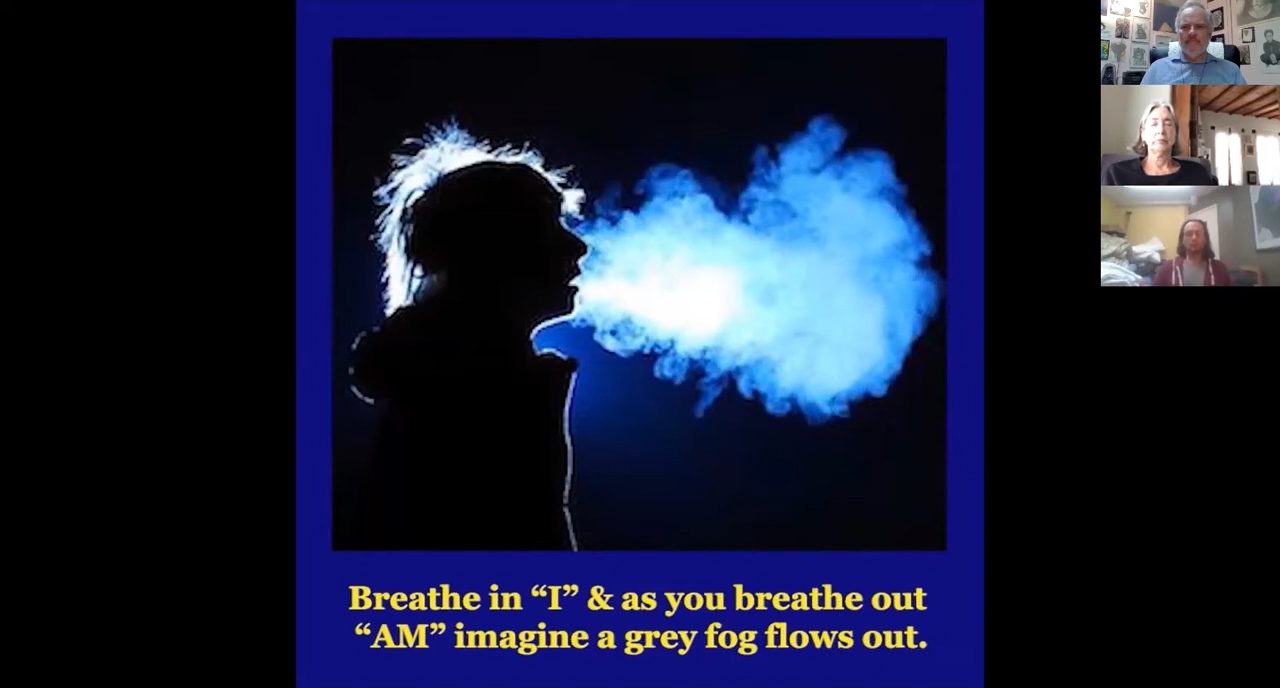 Breathe in “I” & as you breathe out
“AM” imagine a grey fog flows out.